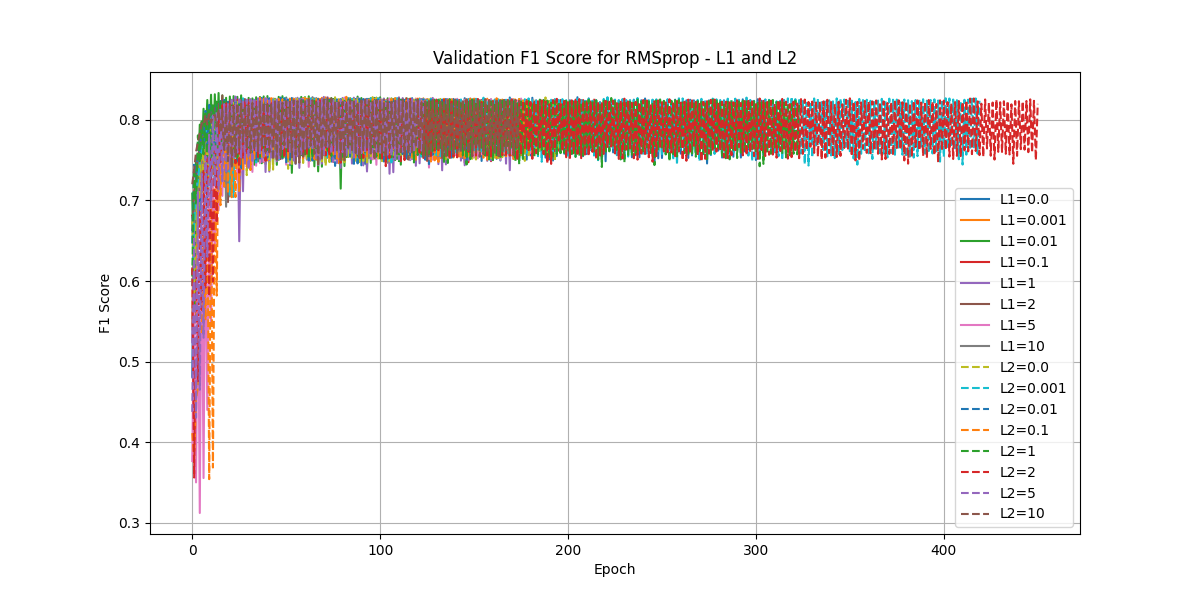 Validation F1 Score for RMSprop - L1 and L2
F1 Score
0.8
0.7
0.6
0.5
0.4
0.3
0
100
200
300
400
Epoch
L1=0.0
L1=0.001
L1=0.01
L1=0.1
L1=1
L1=2
L1=5
L1=10
L2=0.0
L2=0.001
L2=0.01
L2=0.1
L2=1
L2=2
L2=5
L2=10